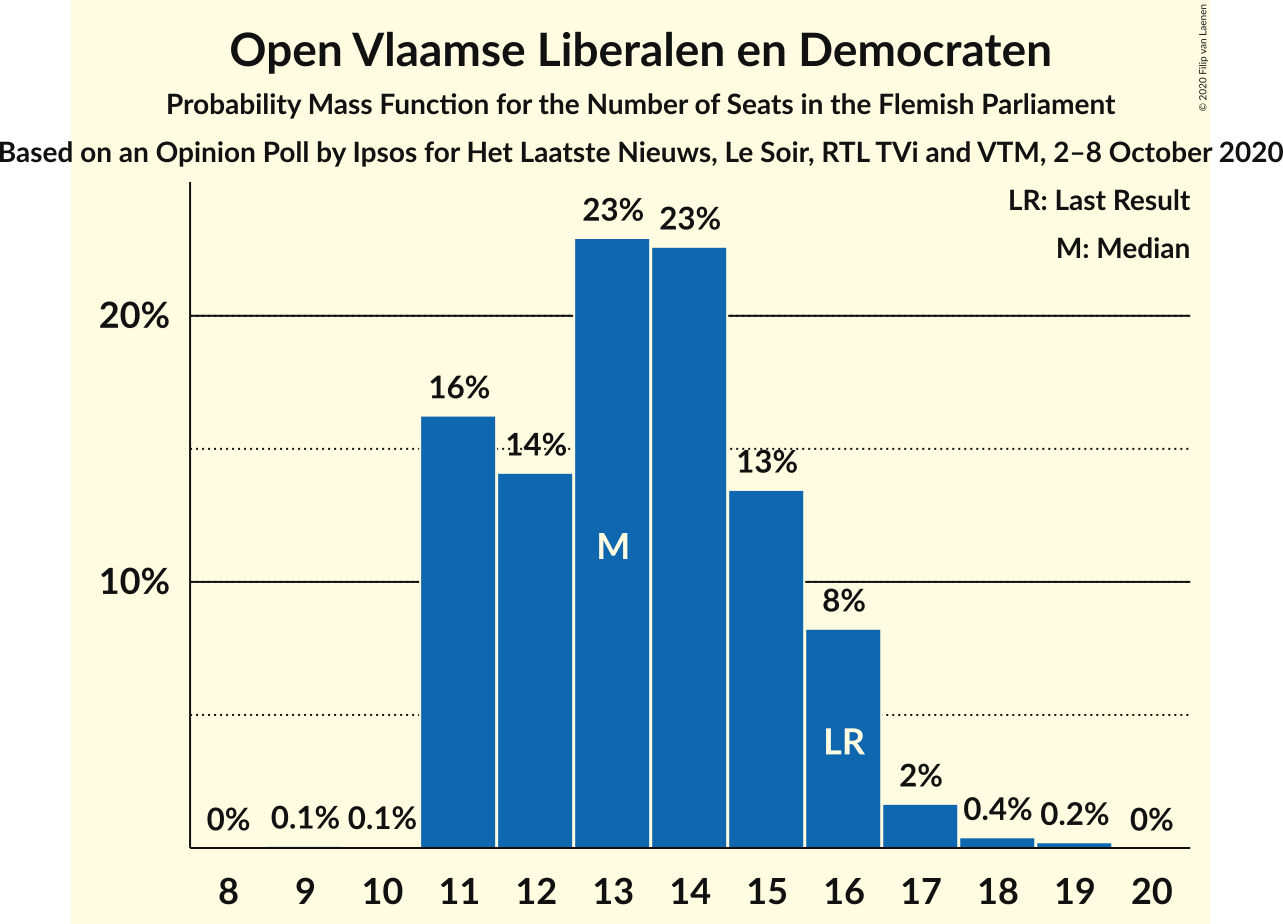 Open Vlaamse Liberalen en Democraten
Probability Mass Function for the Number of Seats in the Flemish Parliament
Based on an Opinion Poll by Ipsos for Het Laatste Nieuws, Le Soir, RTL TVi and VTM, 2–8 October 2020
© 2020 Filip van Laenen
LR: Last Result
M: Median
23% 23%
20%
16%
14%
13%
M
10%
8%
LR
2%
0% 0.1% 0.1% 0.4% 0.2% 0%
8 9 10 11 12 13 14 15 16 17 18 19 20